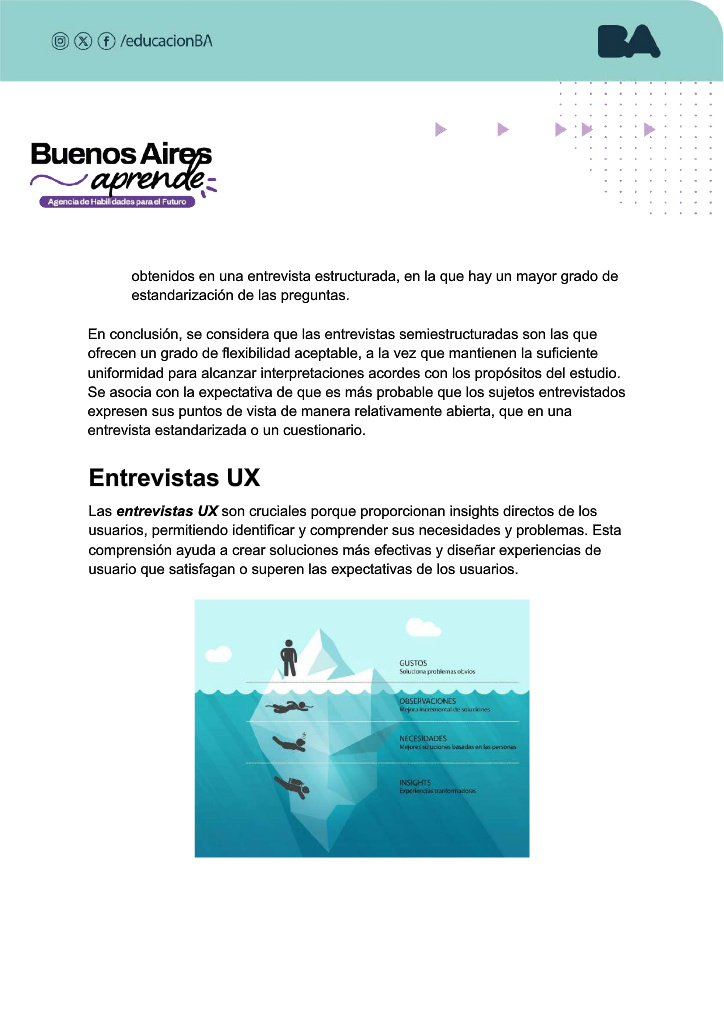 /educacionBA
BA
Buenos Aires
aprende
Agencia de Habilidades para el Futuro
obtenidos en una entrevista estructurada, en la que hay un mayor grado de
estandarización de las preguntas.
En conclusión, se considera que las entrevistas semiestructuradas son las que
ofrecen un grado de flexibilidad aceptable, a la vez que mantienen la suficiente
uniformidad para alcanzar interpretaciones acordes con los propósitos del estudio.
Se asocia con la expectativa de que es más probable que los sujetos entrevistados
expresen sus puntos de vista de manera relativamente abierta, que en una
entrevista estandarizada o un cuestionario.
Entrevistas UX
Las entrevistas UX son cruciales porque proporcionan insights directos de los
usuarios, permitiendo identificar y comprender sus necesidades y problemas. Esta
comprensión ayuda a crear soluciones más efectivas y diseñar experiencias de
usuario que satisfagan o superen las expectativas de los usuarios.
GUSTOS
Soluciona problemas obvios
OBSERVACIONES
Mejora incremental de soluciones
NECESIDADES
Mejores soluciones basadas en las personas
INSIGHTS
Experiencias tranformadoras